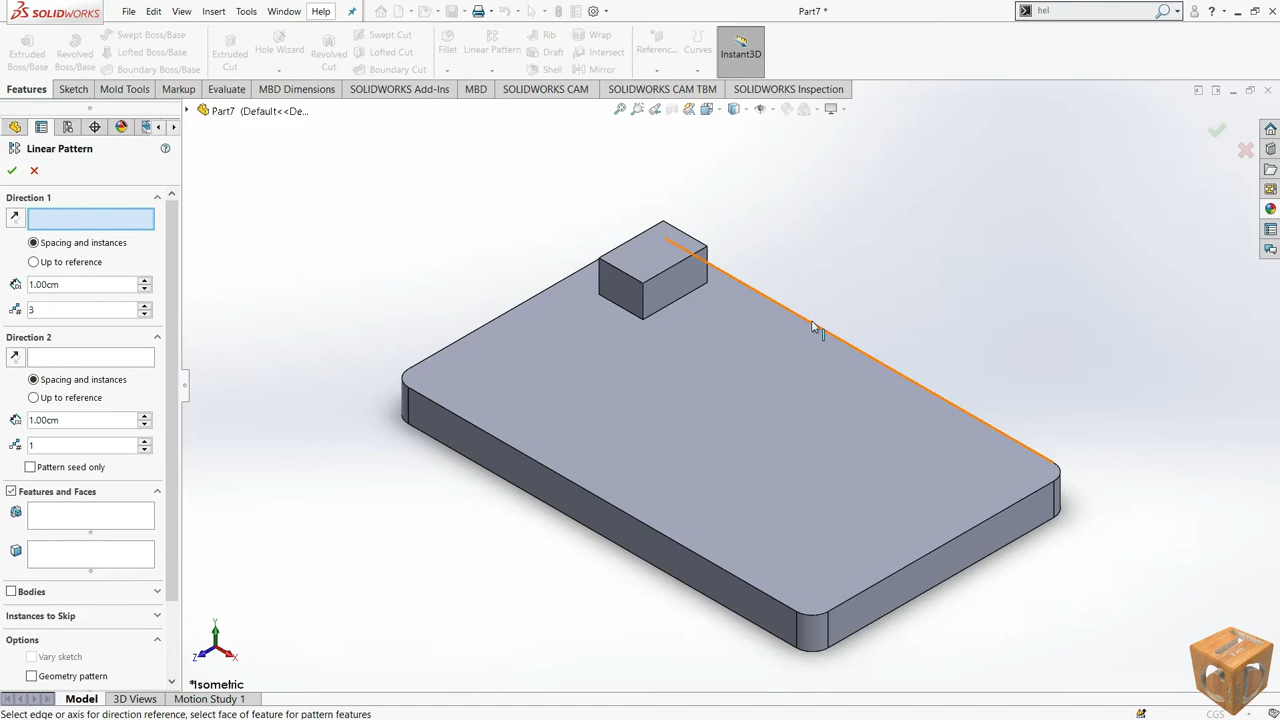 SOLIDWORKS File Edit View Insert Tools Window Help Part7 * hel
Extruded Boss/Base
Revolved Boss/Base
Swept Boss/Base
Lofted Boss/Base
Boundary Boss/Base
Extruded Cut
Hole Wizard
Revolved Cut
Swept Cut
Lofted Cut
Boundary Cut
Fillet
Linear Pattern
Rib
Draft
Shell
Wrap
Intersect
Mirror
Referenc...
Curves
Instant3D
Features Sketch Mold Tools Markup Evaluate MBD Dimensions SOLIDWORKS Add-Ins MBD SOLIDWORKS CAM SOLIDWORKS CAM TBM SOLIDWORKS Inspection
Part7 (Default<<De...
Linear Pattern
Direction 1
Spacing and instances
Up to reference
1.00cm
3
Direction 2
Spacing and instances
Up to reference
1.00cm
1
Pattern seed only
Features and Faces
Bodies
Instances to Skip
Options
Vary sketch
Geometry pattern
Y
Z
X
*Isometric
Model 3D Views Motion Study 1
Select edge or axis for direction reference, select face of feature for pattern features
CGS